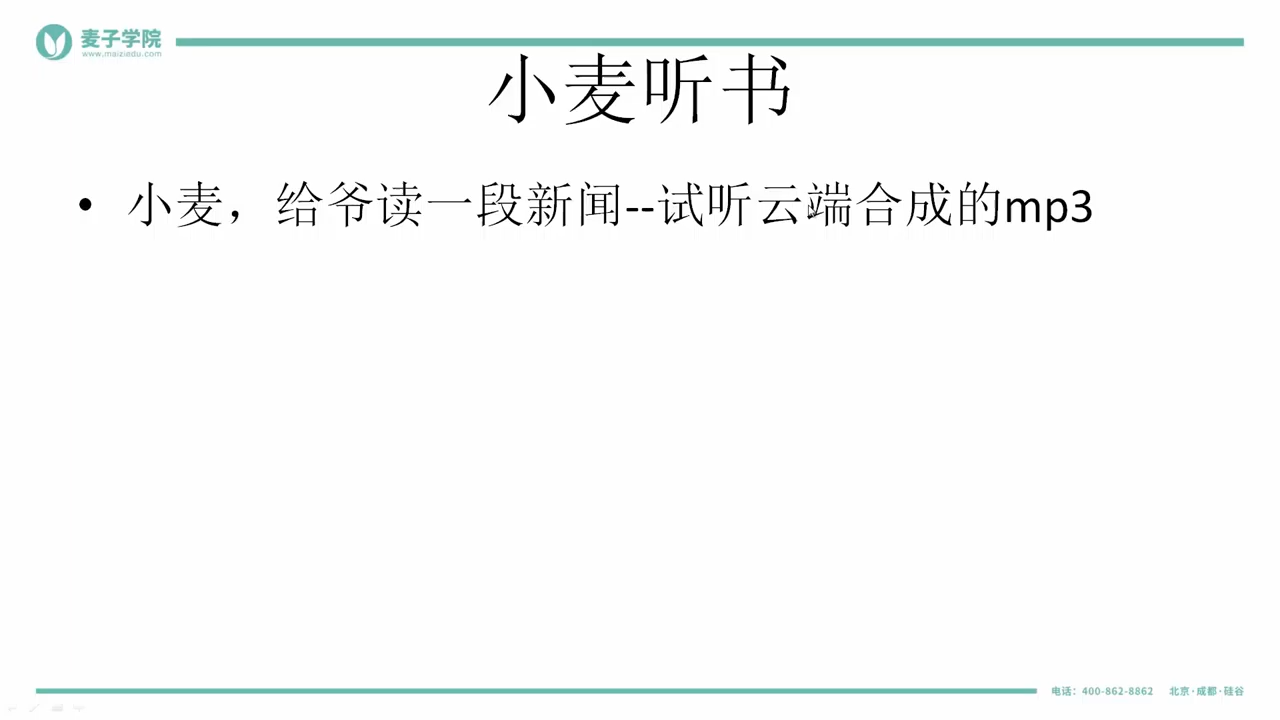 麦子学院
www.maiziedu.com
小麦听书
• 小麦，给爷读一段新闻--试听云端合成的mp3
电话：400-862-8862 北京·成都·硅谷